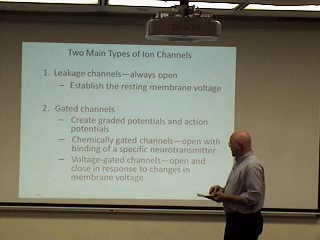 EPSON
Two Main Types of Ion Channels
1. Leakage channels—always open
– Establish the resting membrane voltage
2. Gated channels
– Create graded potentials and action
potentials
– Chemically gated channels—open with
binding of a specific neurotransmitter
– Voltage-gated channels—open and
close in response to changes in
membrane voltage